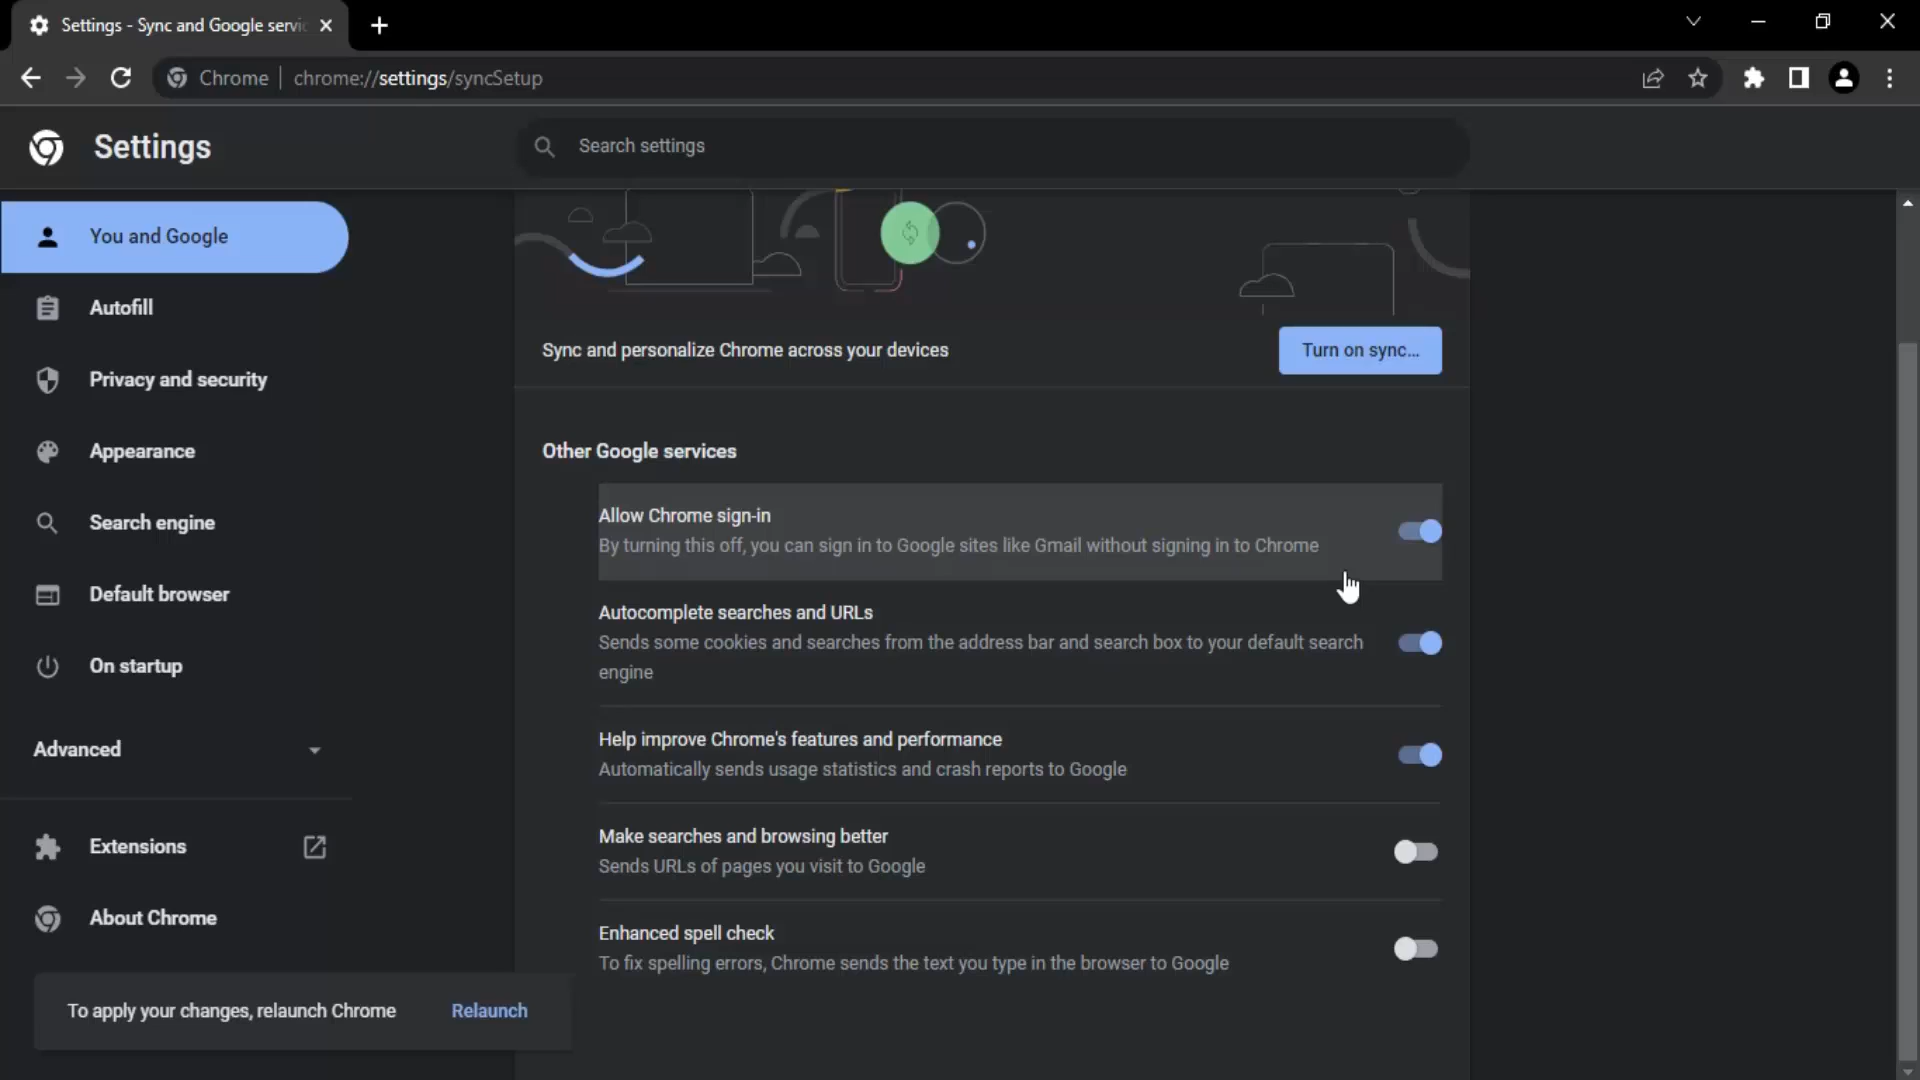 Settings - Sync and Google servi
Chrome | chrome://settings/syncSetup
Settings
Search settings
You and Google
Autofill
Privacy and security
Appearance
Search engine
Default browser
On startup
Advanced
Extensions
About Chrome
To apply your changes, relaunch Chrome Relaunch
Sync and personalize Chrome across your devices
Turn on sync...
Other Google services
Allow Chrome sign-in
By turning this off, you can sign in to Google sites like Gmail without signing in to Chrome
Autocomplete searches and URLs
Sends some cookies and searches from the address bar and search box to your default search
engine
Help improve Chrome's features and performance
Automatically sends usage statistics and crash reports to Google
Make searches and browsing better
Sends URLs of pages you visit to Google
Enhanced spell check
To fix spelling errors, Chrome sends the text you type in the browser to Google